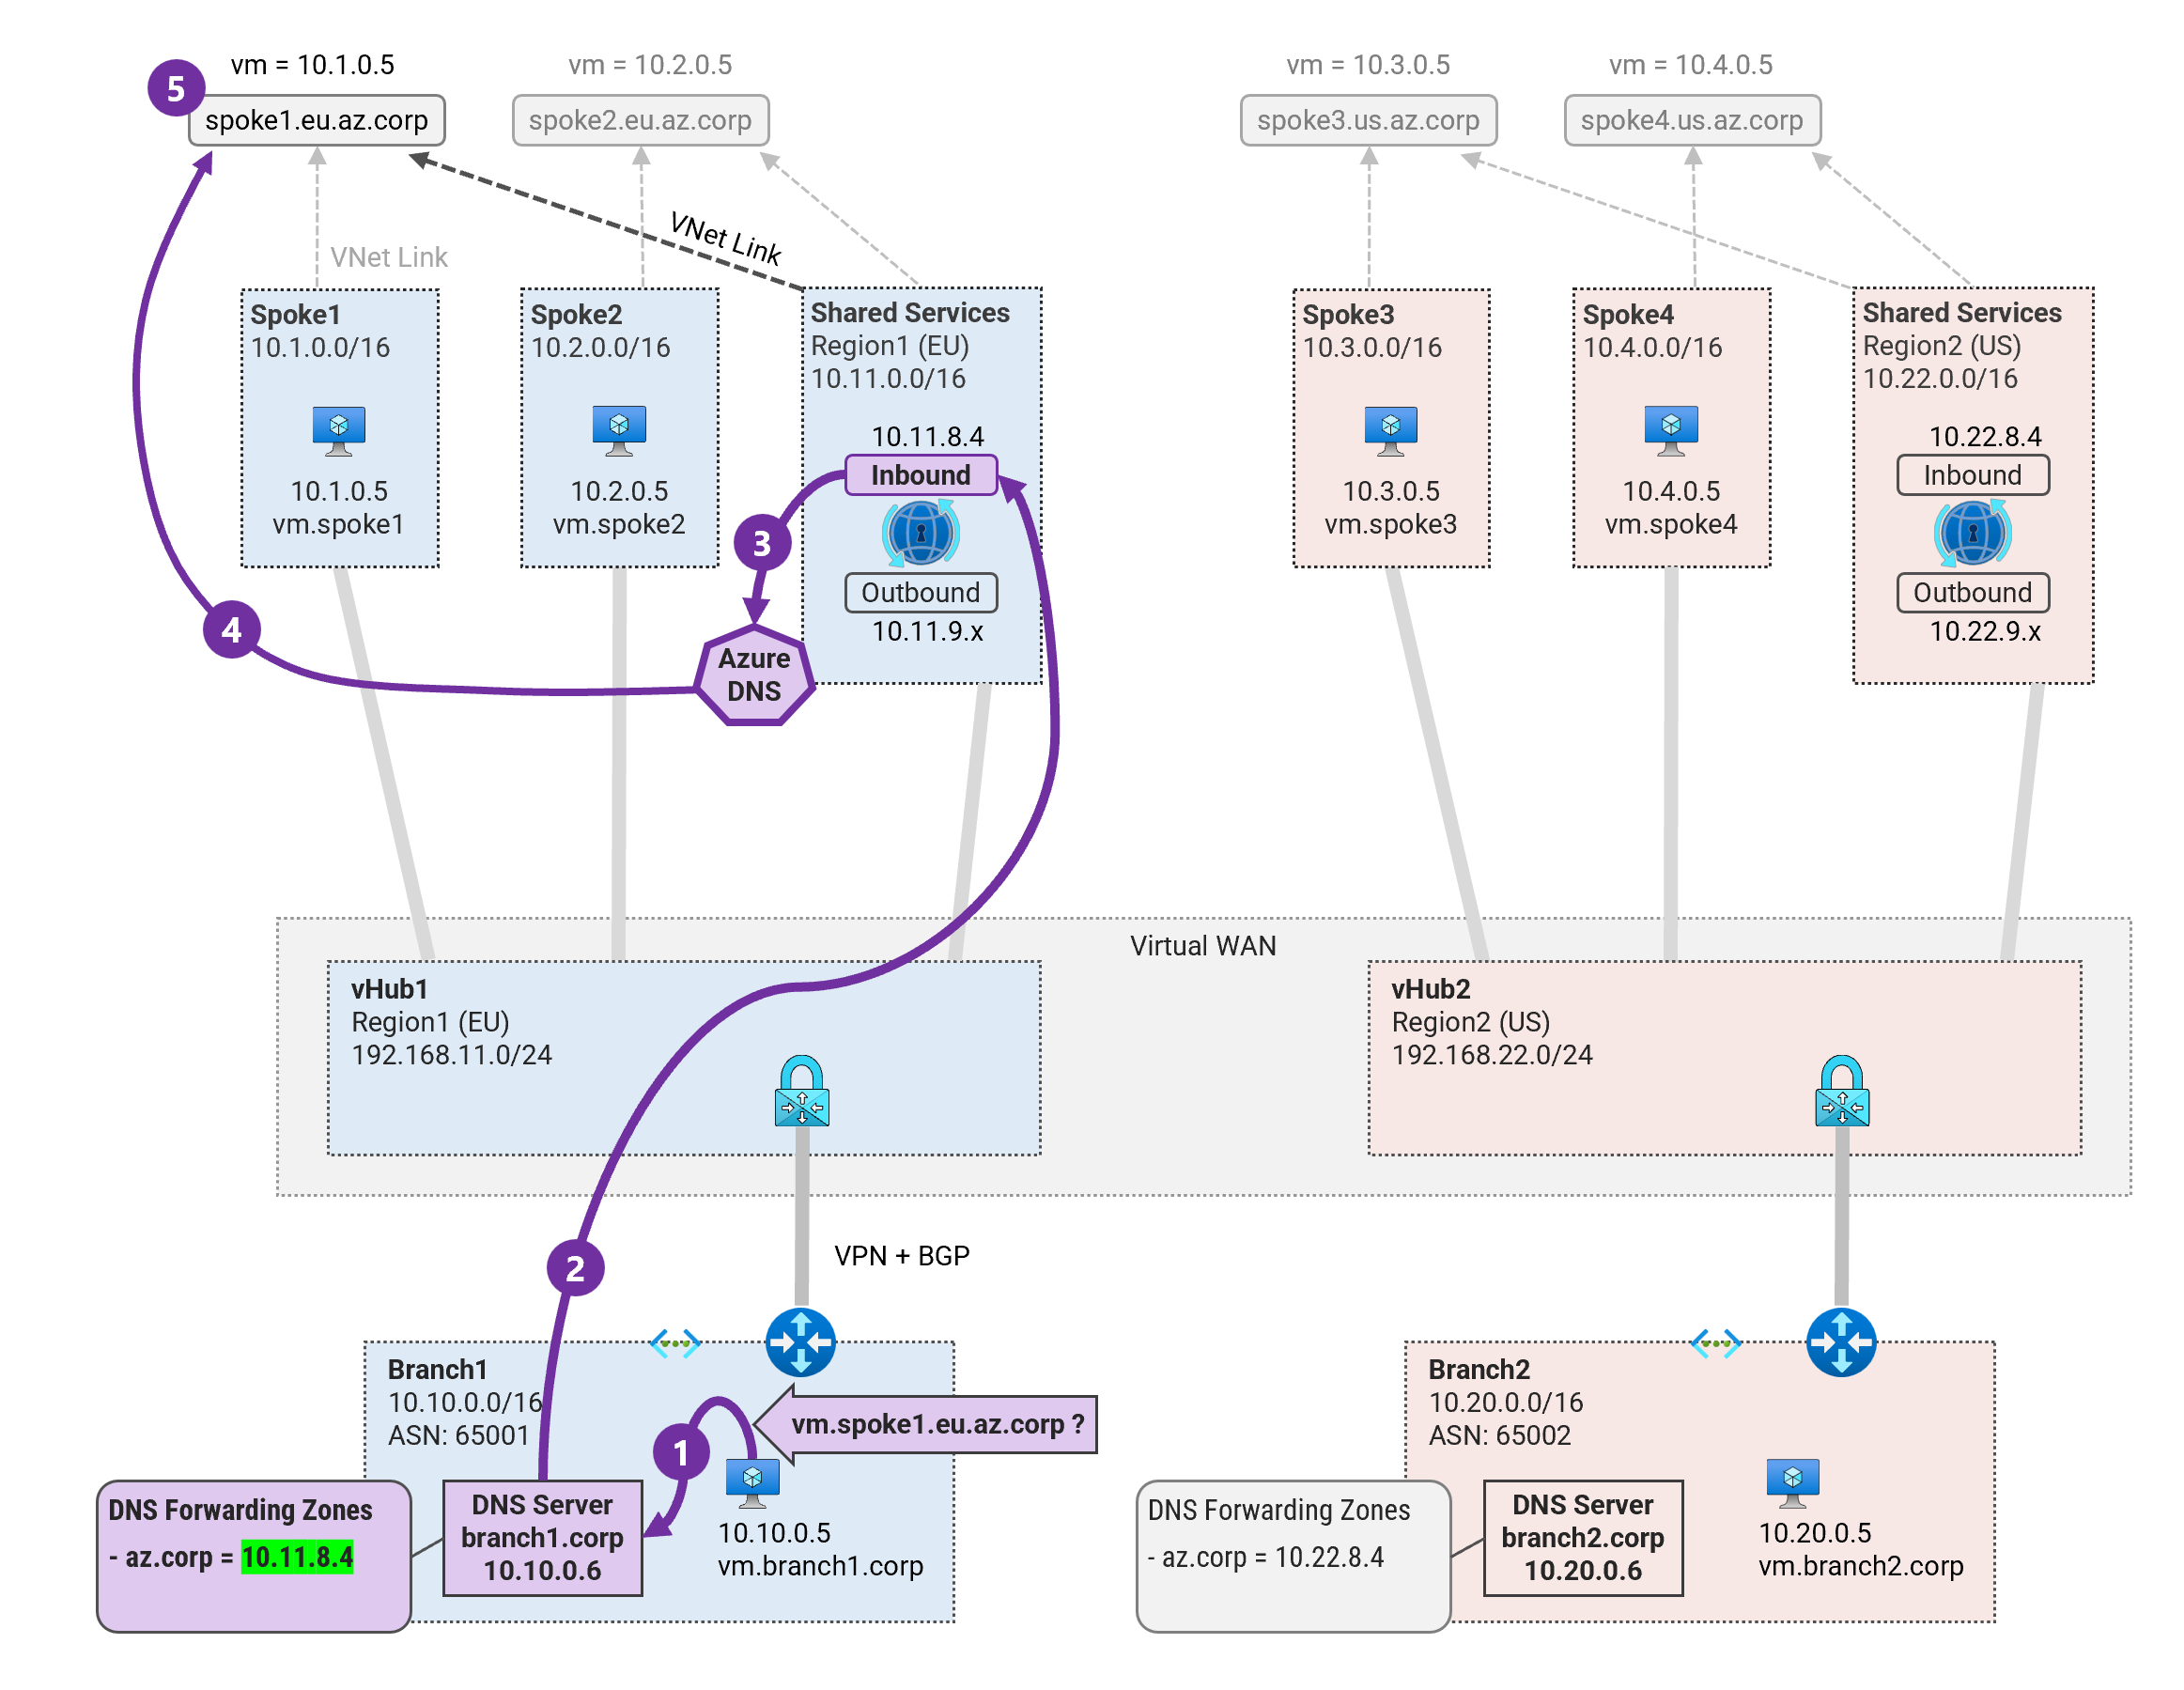 vm = 10.1.0.5
5
spoke1.eu.az.corp
vm = 10.2.0.5
spoke2.eu.az.corp
vm = 10.3.0.5
spoke3.us.az.corp
vm = 10.4.0.5
spoke4.us.az.corp
VNet Link
VNet Link
Spoke1
10.1.0.0/16
10.1.0.5
vm.spoke1
Spoke2
10.2.0.0/16
10.2.0.5
vm.spoke2
Shared Services
Region1 (EU)
10.11.0.0/16
10.11.8.4
Inbound
Outbound
10.11.9.x
3
Azure
DNS
4
Spoke3
10.3.0.0/16
10.3.0.5
vm.spoke3
Spoke4
10.4.0.0/16
10.4.0.5
vm.spoke4
Shared Services
Region2 (US)
10.22.0.0/16
10.22.8.4
Inbound
Outbound
10.22.9.x
Virtual WAN
vHub1
Region1 (EU)
192.168.11.0/24
vHub2
Region2 (US)
192.168.22.0/24
2
VPN + BGP
Branch1
10.10.0.0/16
ASN: 65001
1
vm.spoke1.eu.az.corp ?
DNS Forwarding Zones
- az.corp = 10.11.8.4
DNS Server
branch1.corp
10.10.0.6
10.10.0.5
vm.branch1.corp
Branch2
10.20.0.0/16
ASN: 65002
DNS Forwarding Zones
- az.corp = 10.22.8.4
DNS Server
branch2.corp
10.20.0.6
10.20.0.5
vm.branch2.corp